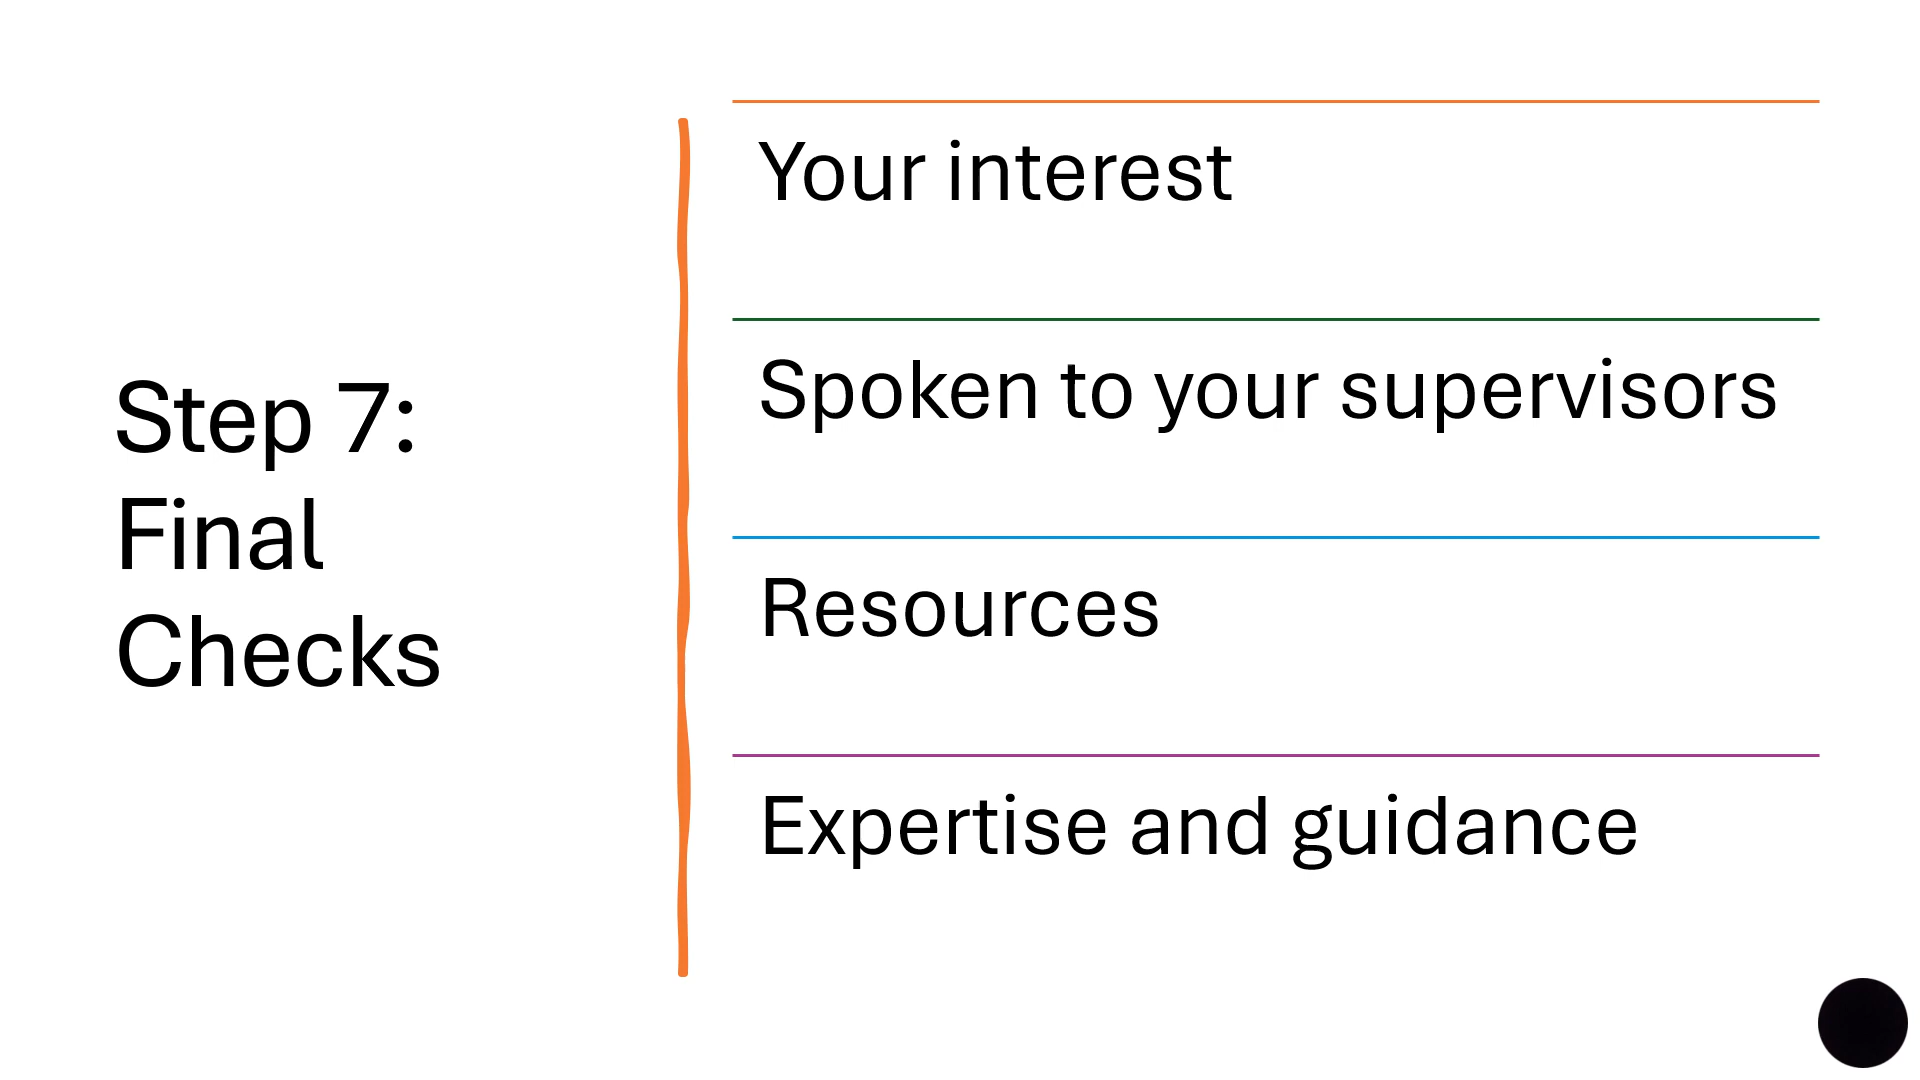 Step 7:
Final
Checks
Your interest
Spoken to your supervisors
Resources
Expertise and guidance